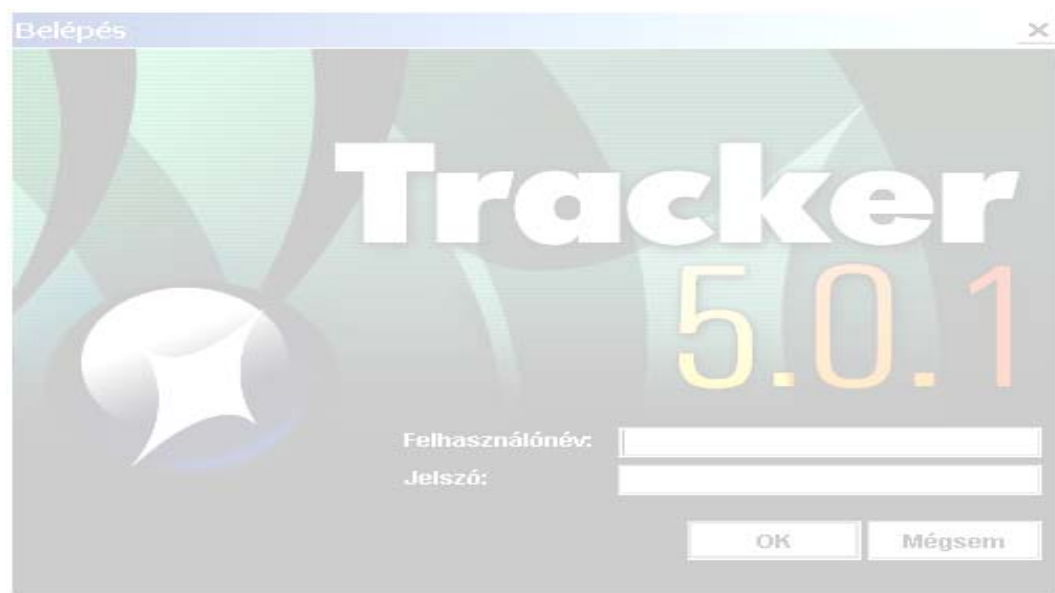 Belépés
Tracker
5.0.1
Felhasználónév:
Jelszó:
OK Mégsem